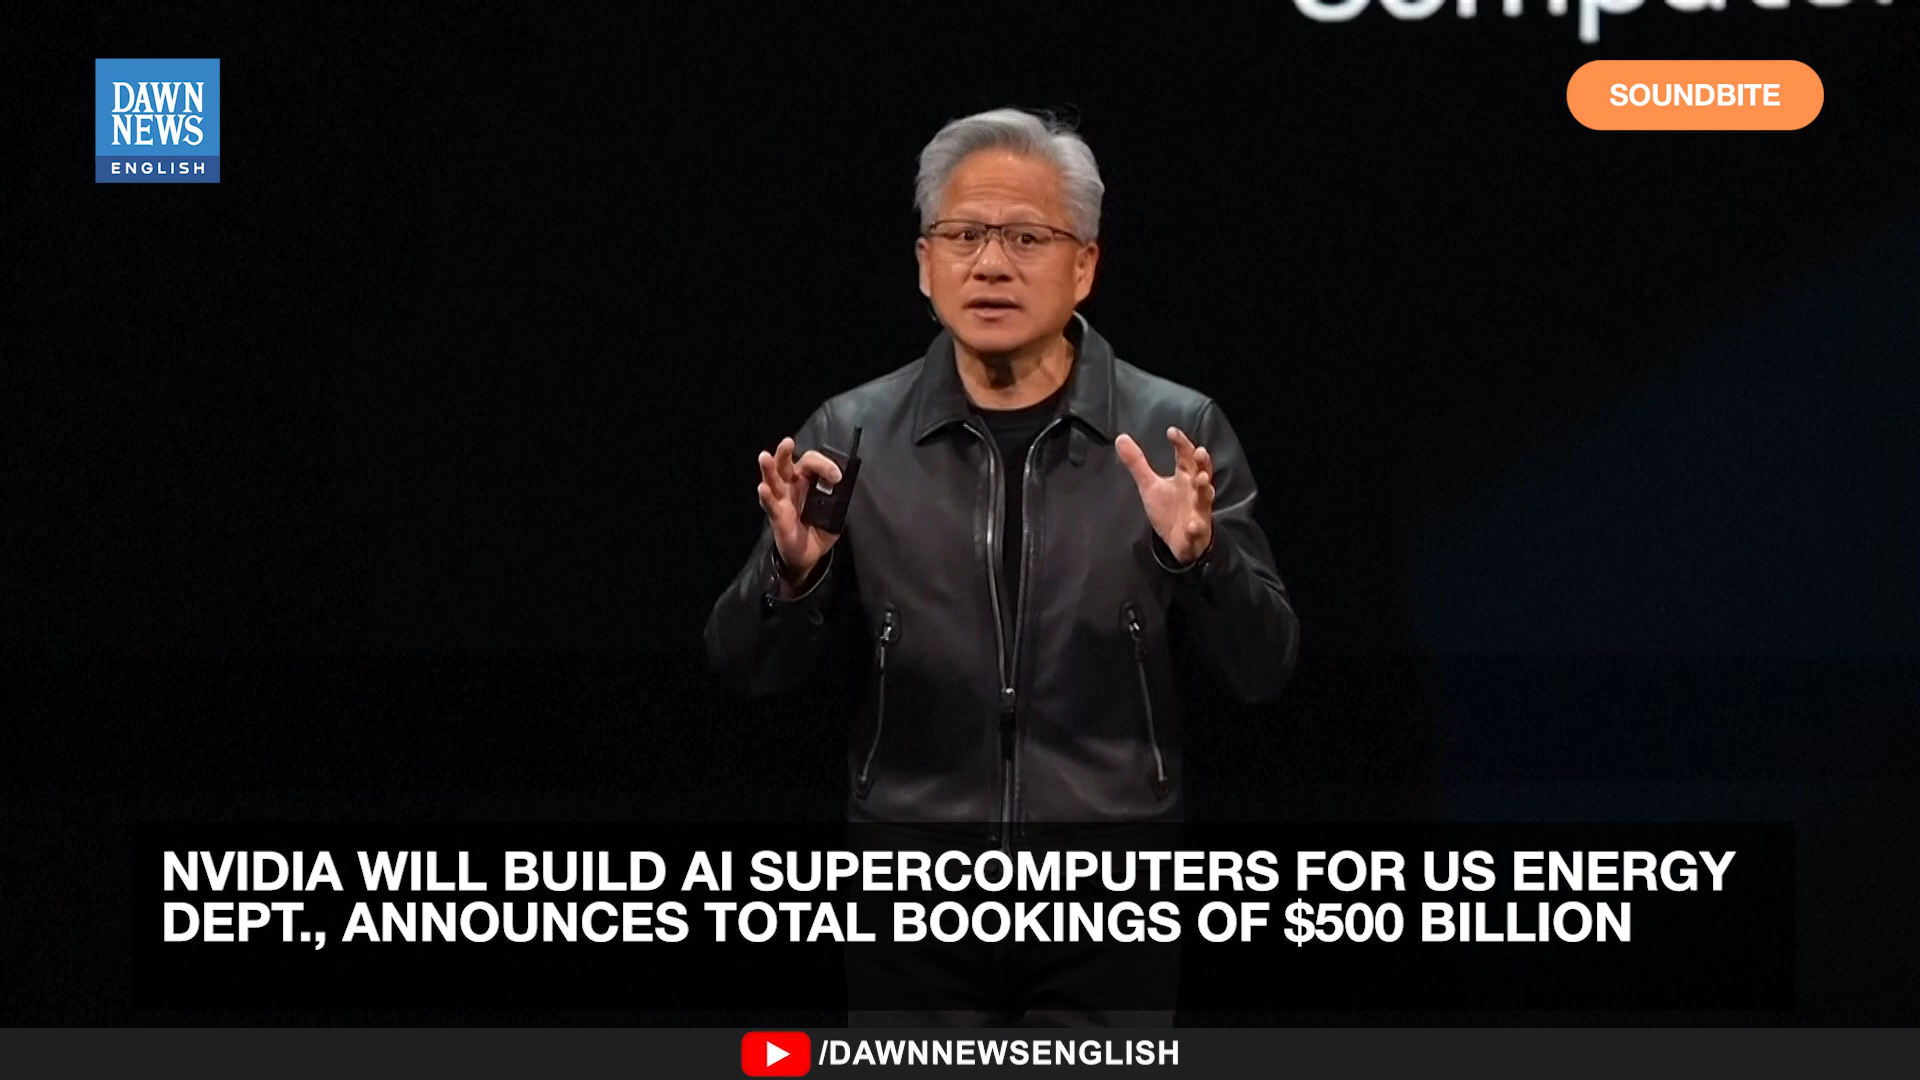 DAWN
NEWS
ENGLISH
SOUNDBITE
NVIDIA WILL BUILD AI SUPERCOMPUTERS FOR US ENERGY
DEPT., ANNOUNCES TOTAL BOOKINGS OF $500 BILLION
/DAWNNEWSENGLISH